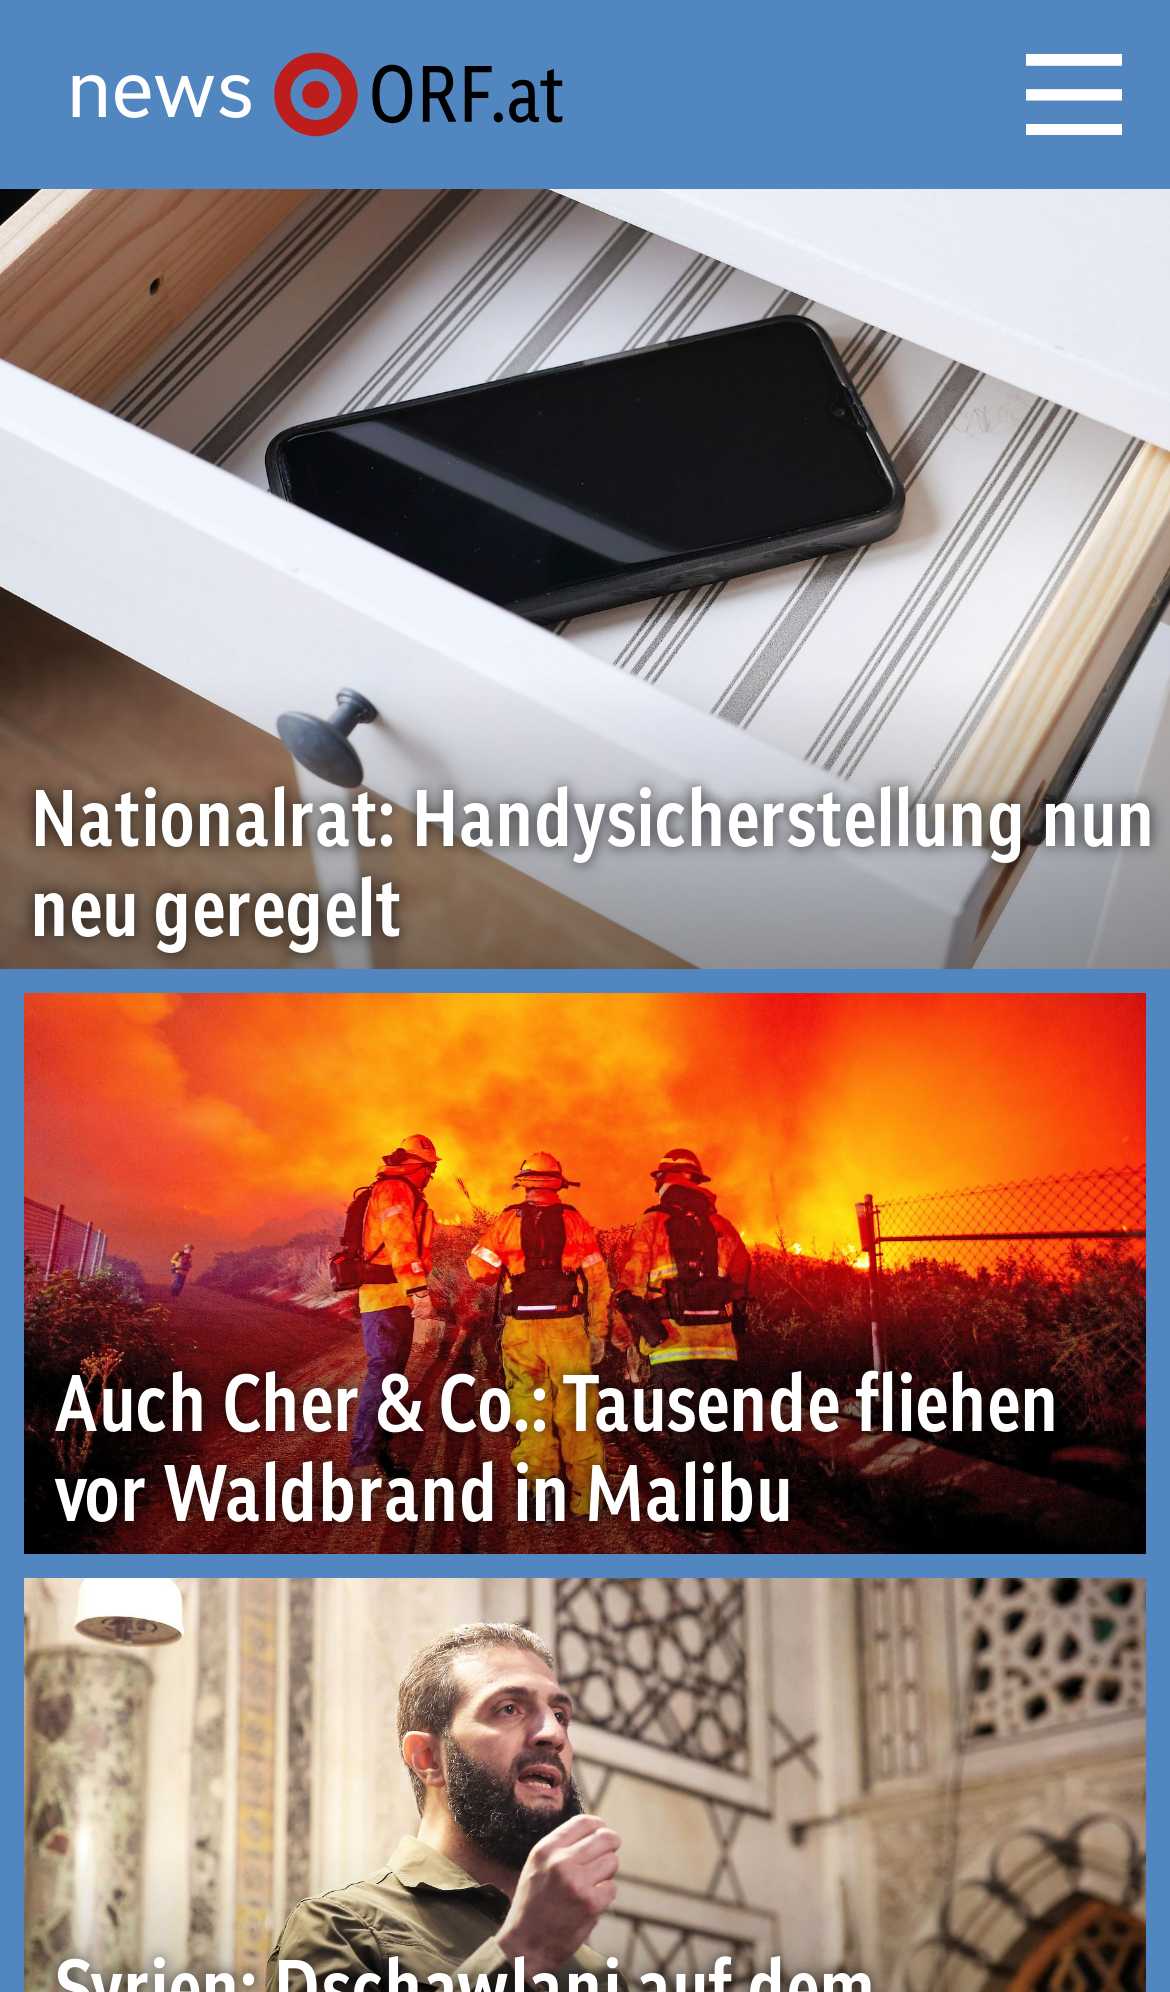 news ORF.at
Nationalrat: Handysicherstellung nun
neu geregelt
Auch Cher & Co.: Tausende fliehen
vor Waldbrand in Malibu
Syrien: Dschawlani auf dem